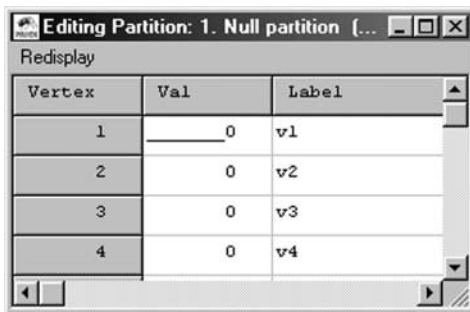 Editing Partition: 1. Null partition (...
Redisplay
Vertex Val Label
1 ______0 v1
2 0 v2
3 0 v3
4 0 v4